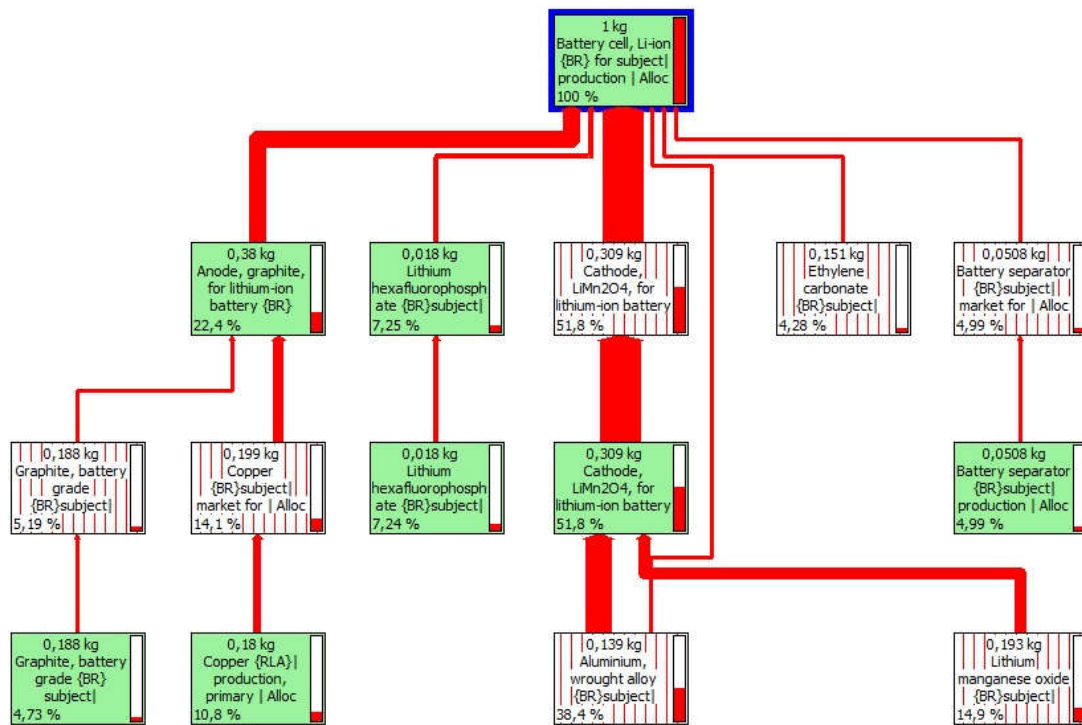 1 kg
Battery cell, Li-ion
{BR} for subject|
production | Alloc
100 %
0,38 kg
Anode, graphite,
for lithium-ion
battery {BR}
22,4 %
0,018 kg
Lithium
hexafluorophosph
ate {BR}subject|
7,25 %
0,309 kg
Cathode,
LiMn2O4, for
lithium-ion battery
51,8 %
0,151 kg
Ethylene
carbonate
{BR}subject|
4,28 %
0,0508 kg
Battery separator
{BR}subject|
market for | Alloc
4,99 %
0,188 kg
Graphite, battery
grade
{BR}subject|
5,19 %
0,199 kg
Copper
{BR}subject|
market for | Alloc
14,1 %
0,018 kg
Lithium
hexafluorophosph
ate {BR}subject|
7,24 %
0,309 kg
Cathode,
LiMn2O4, for
lithium-ion battery
51,8 %
0,0508 kg
Battery separator
{BR}subject|
production | Alloc
4,99 %
0,188 kg
Graphite, battery
grade {BR}
subject|
4,73 %
0,18 kg
Copper {RLA}|
production,
primary | Alloc
10,8 %
0,139 kg
Aluminium,
wrought alloy
{BR}subject|
38,4 %
0,193 kg
Lithium
manganese oxide
{BR}subject|
14,9 %